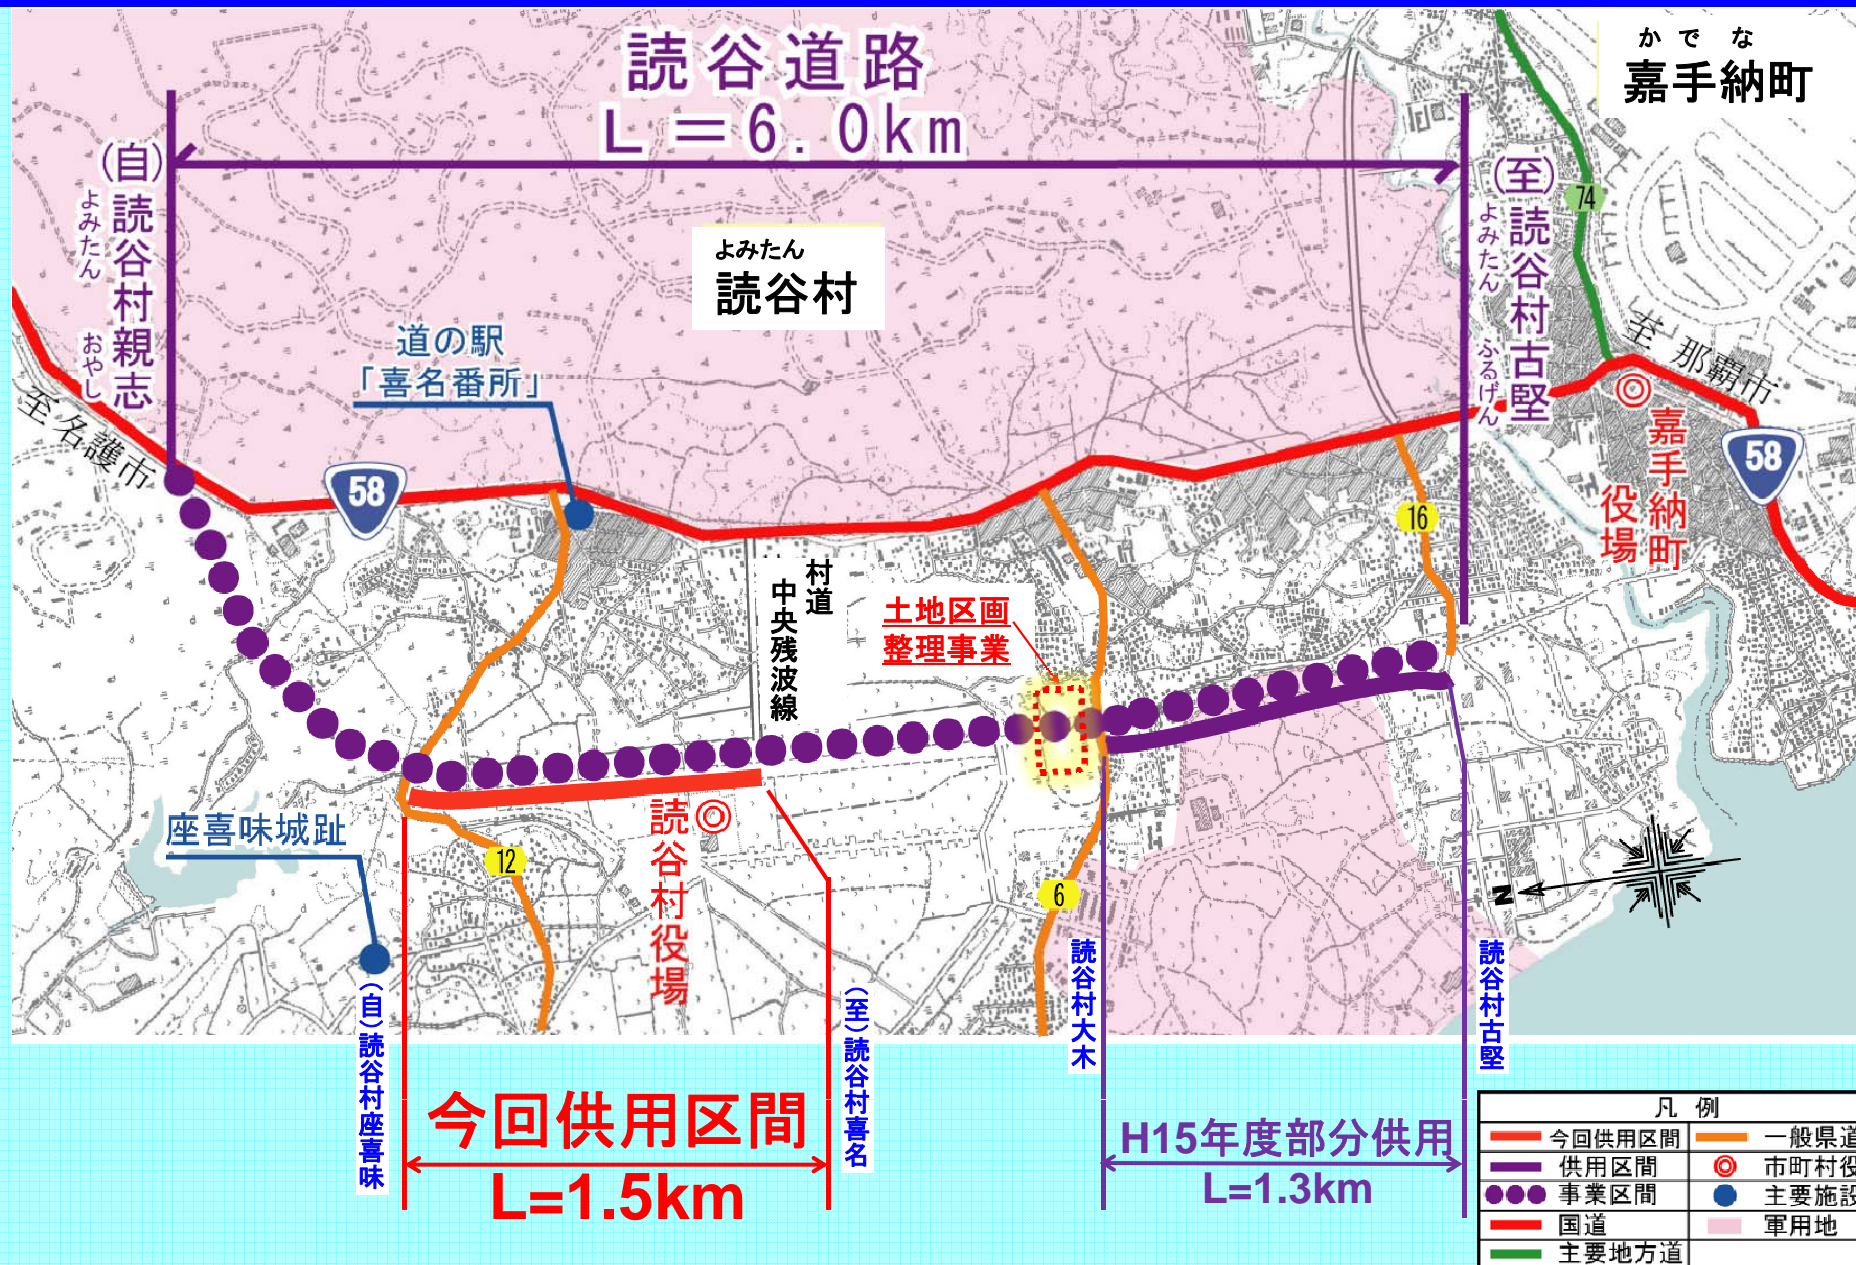 読谷道路
L＝6.0km
かでな
嘉手納町
(自)読谷村親志
よみたん おやし
(至)読谷村古堅
よみたん ふるげん
よみたん
読谷村
道の駅
「喜名番所」
74
至 那覇市
至名護市
58
58
嘉手納町
役場
16
村道
中央残波線
土地区画
整理事業
座喜味城趾
12
読谷村役場
6
N
読谷村大木
読谷村古堅
(自)読谷村座喜味
(至)読谷村喜名
今回供用区間
L=1.5km
H15年度部分供用
L=1.3km
凡 例
今回供用区間
一般県道
供用区間
市町村役
事業区間
主要施設
国道
軍用地
主要地方道